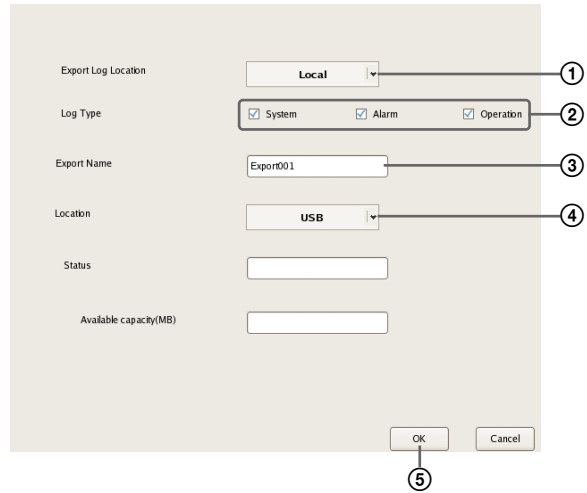 Export Log Location Local ①
Log Type System Alarm Operation ②
Export Name Export001 ③
Location USB ④
Status
Available capacity(MB)
OK Cancel
⑤